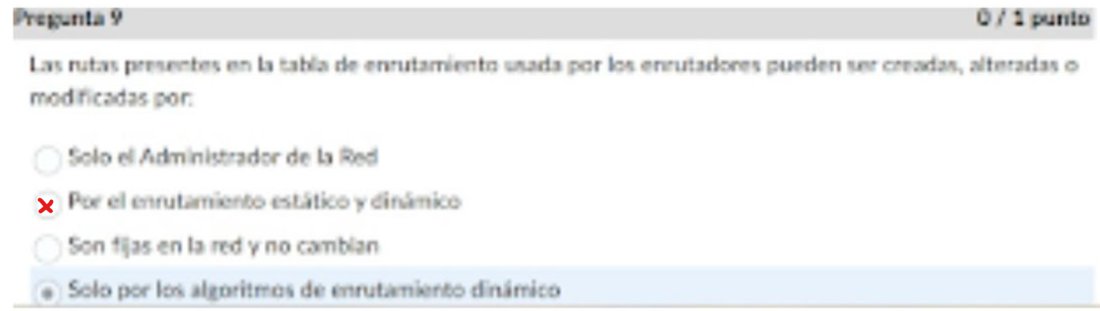 Pregunta 9 0 / 1 punto
Las rutas presentes en la tabla de enrutamiento usada por los enrutadores pueden ser creadas, alteradas o
modificadas por:
Solo el Administrador de la Red
Por el enrutamiento estático y dinámico
Son fijas en la red y no cambian
Solo por los algoritmos de enrutamiento dinámico